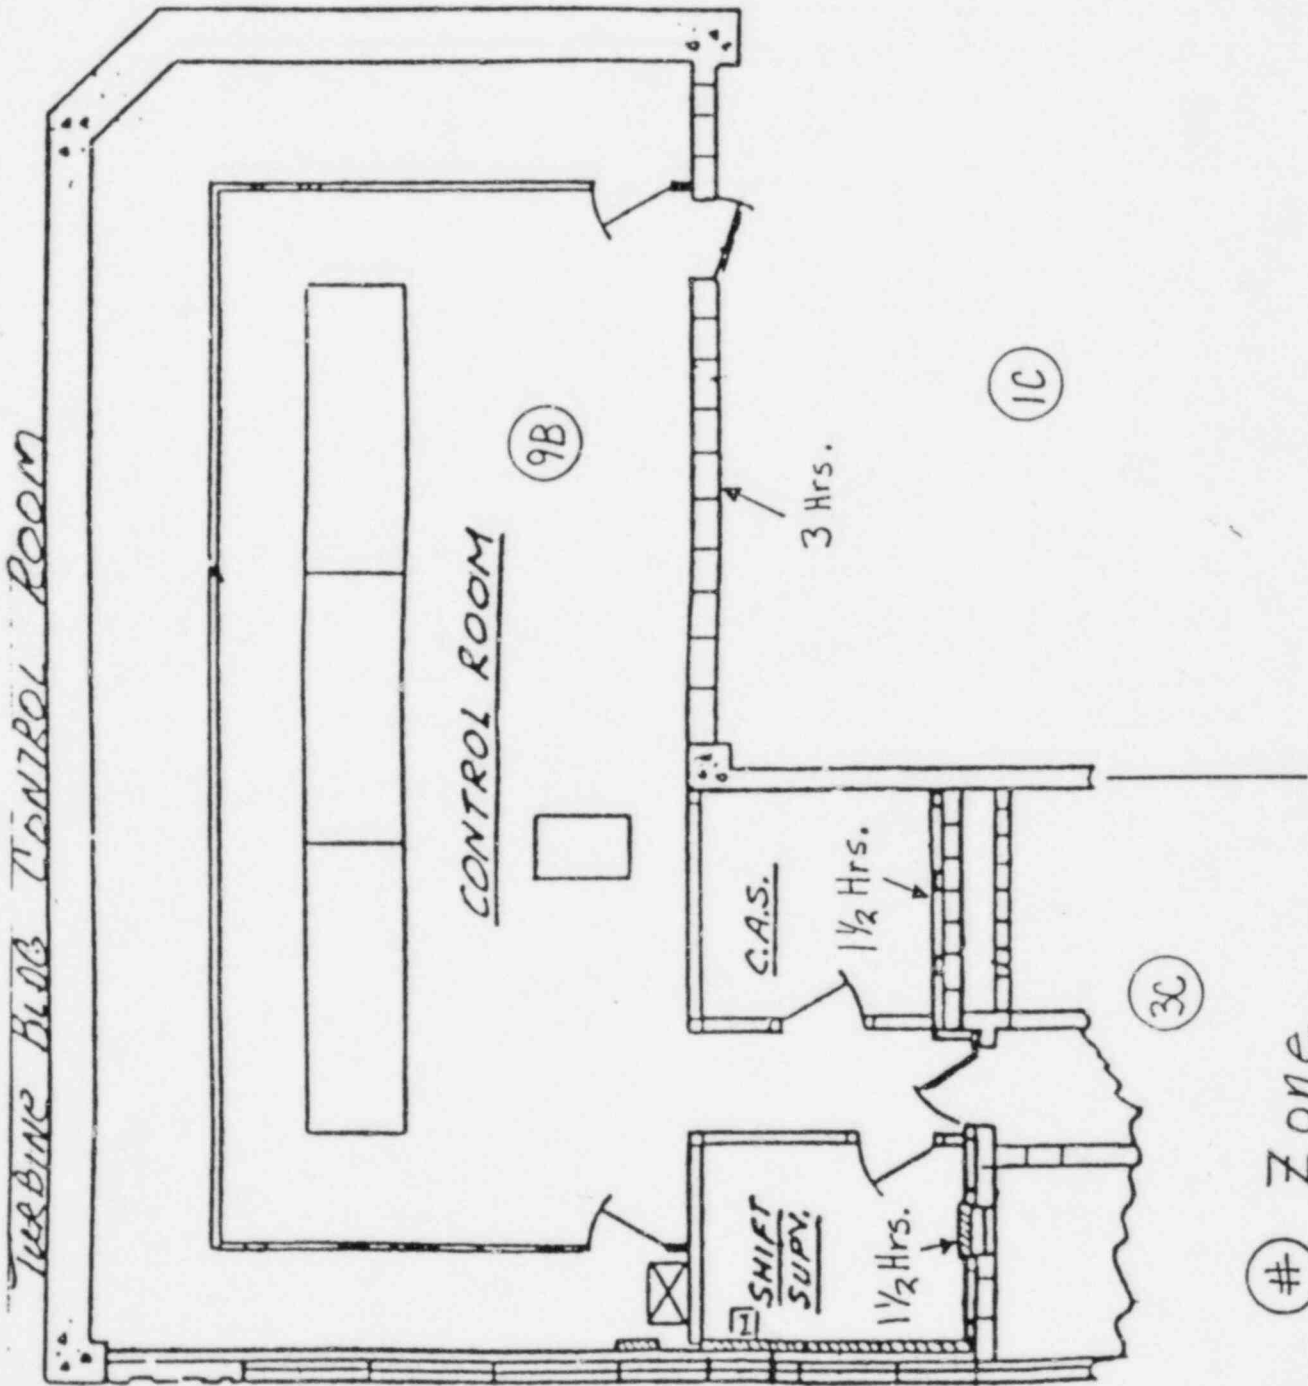 TURBINE BLDG CONTROL ROOM
CONTROL ROOM
9B
3 Hrs.
1C
C.A.S.
1½ Hrs.
3C
SHIFT
SUPV.
1½ Hrs.
# Zone